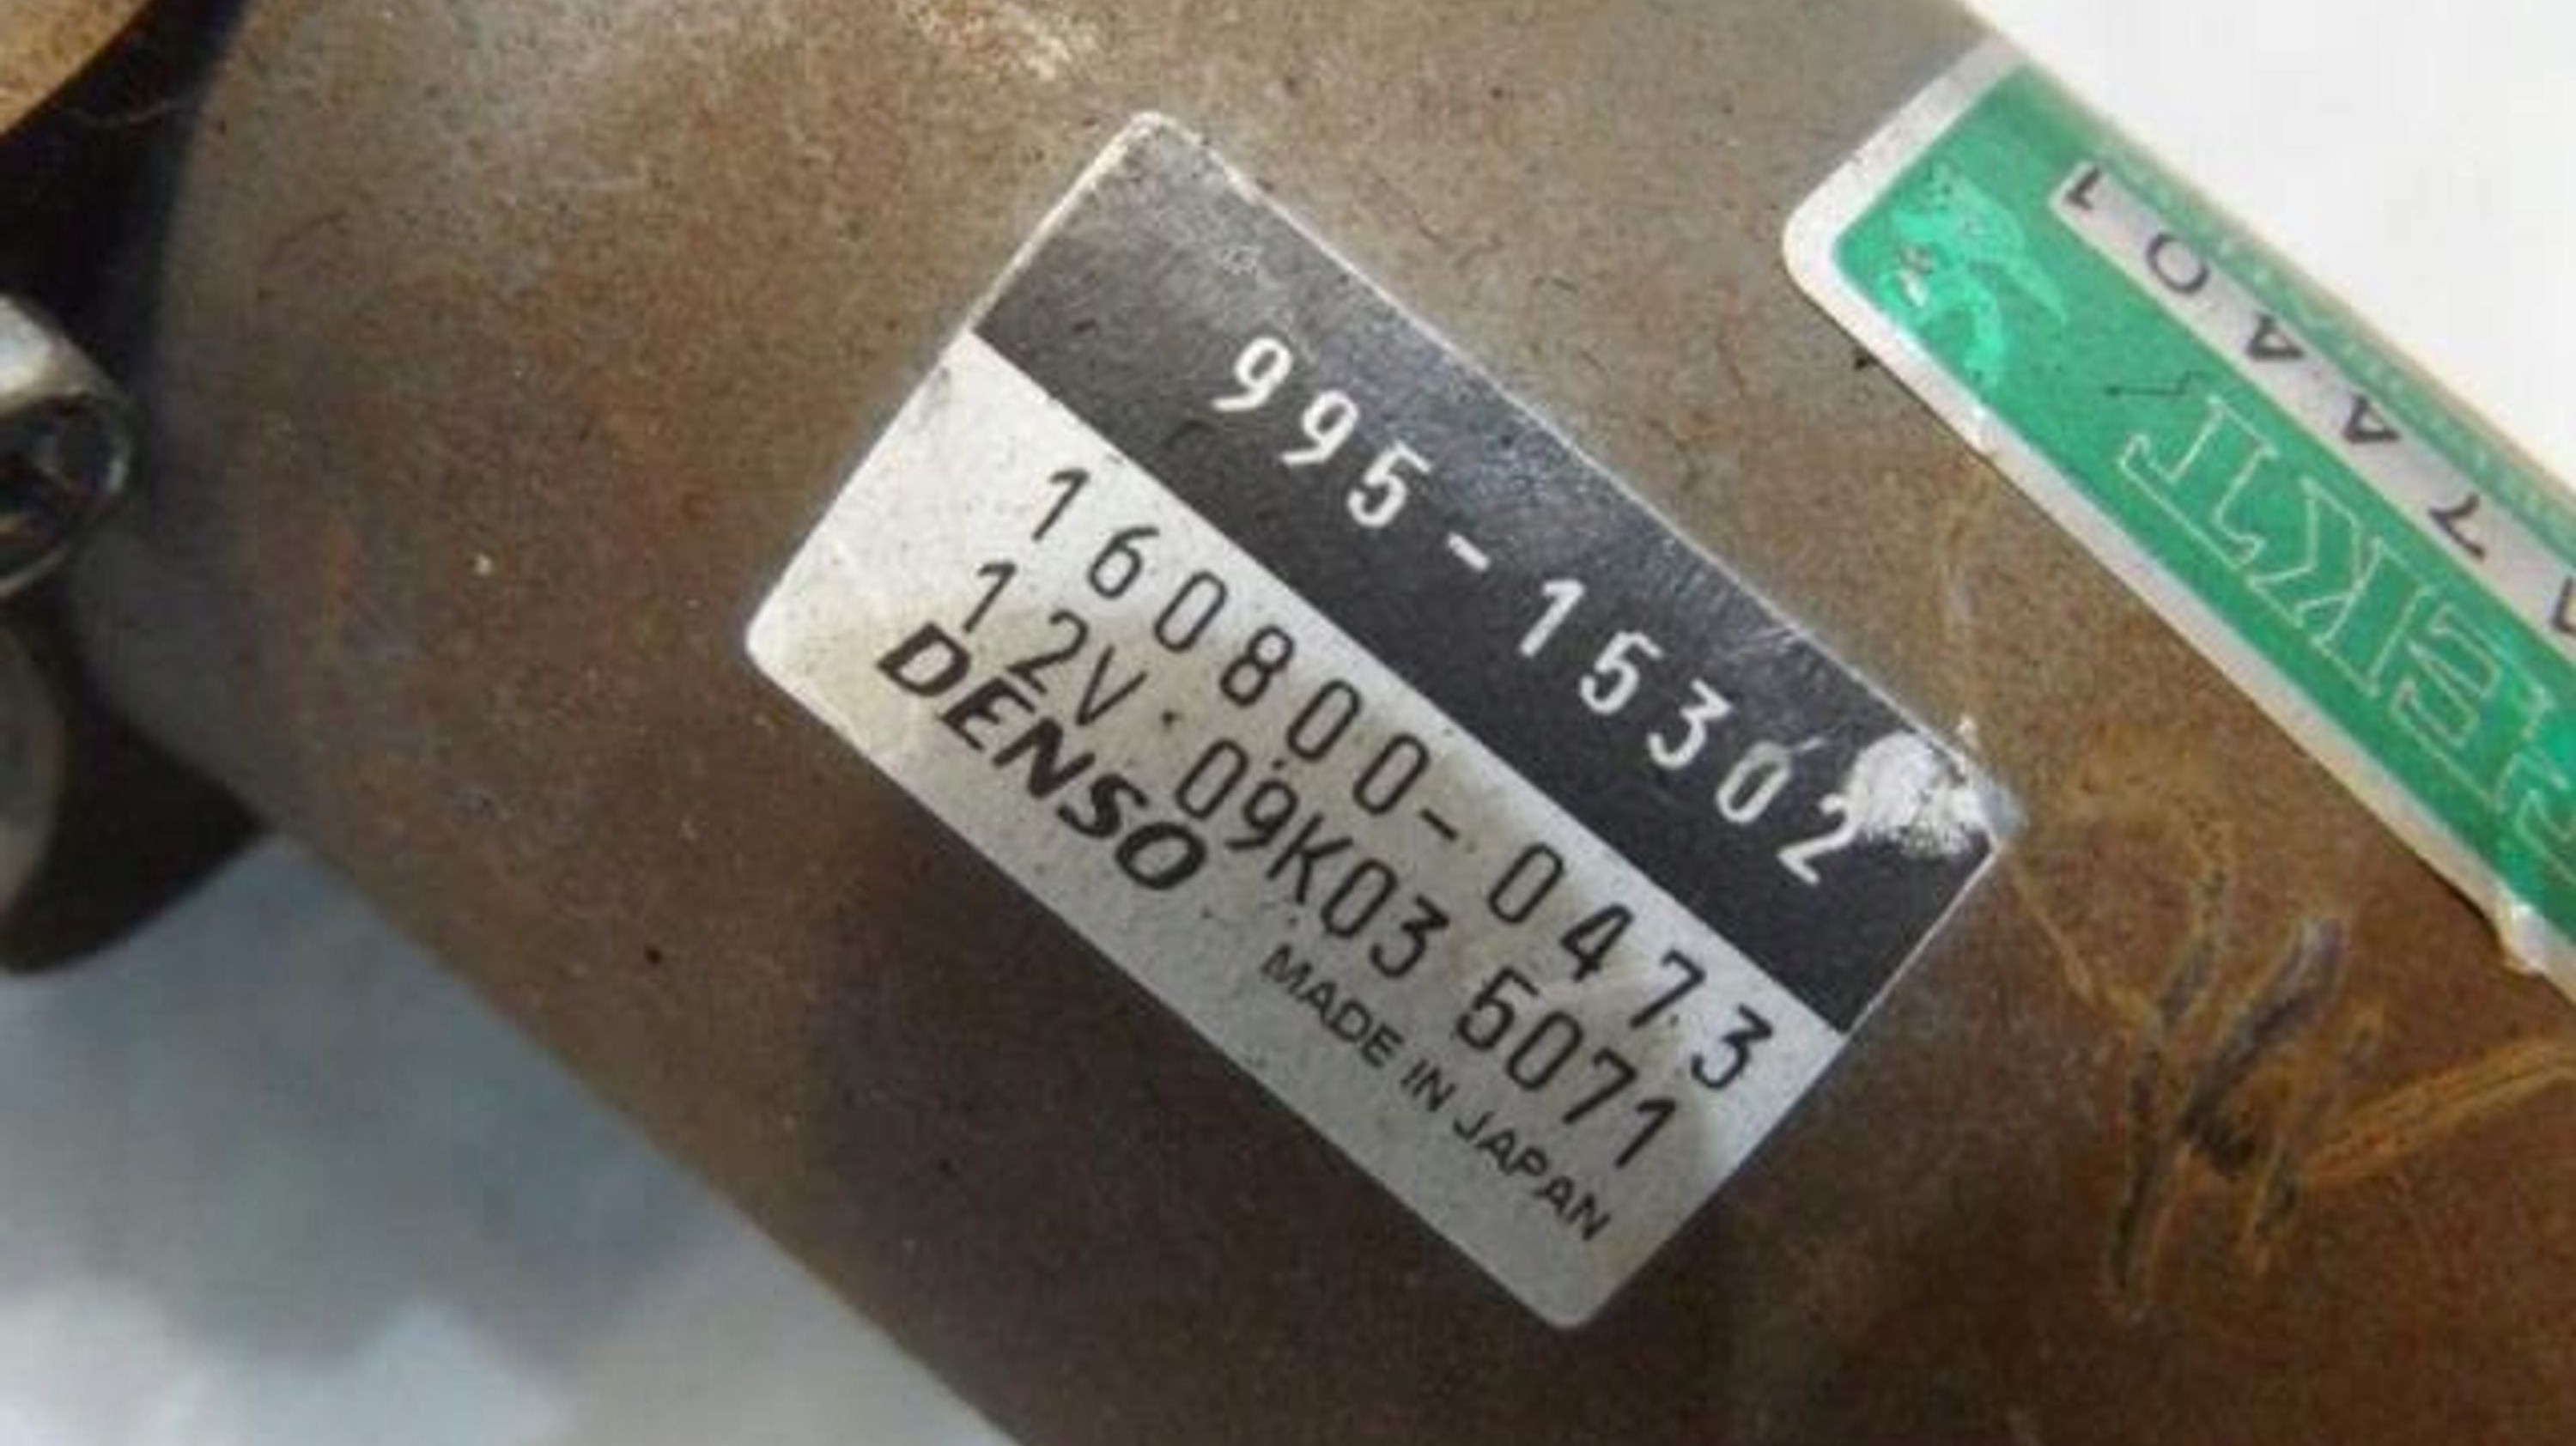 995-15302
160800-0473
12V 09K03 5071
DENSO
MADE IN JAPAN